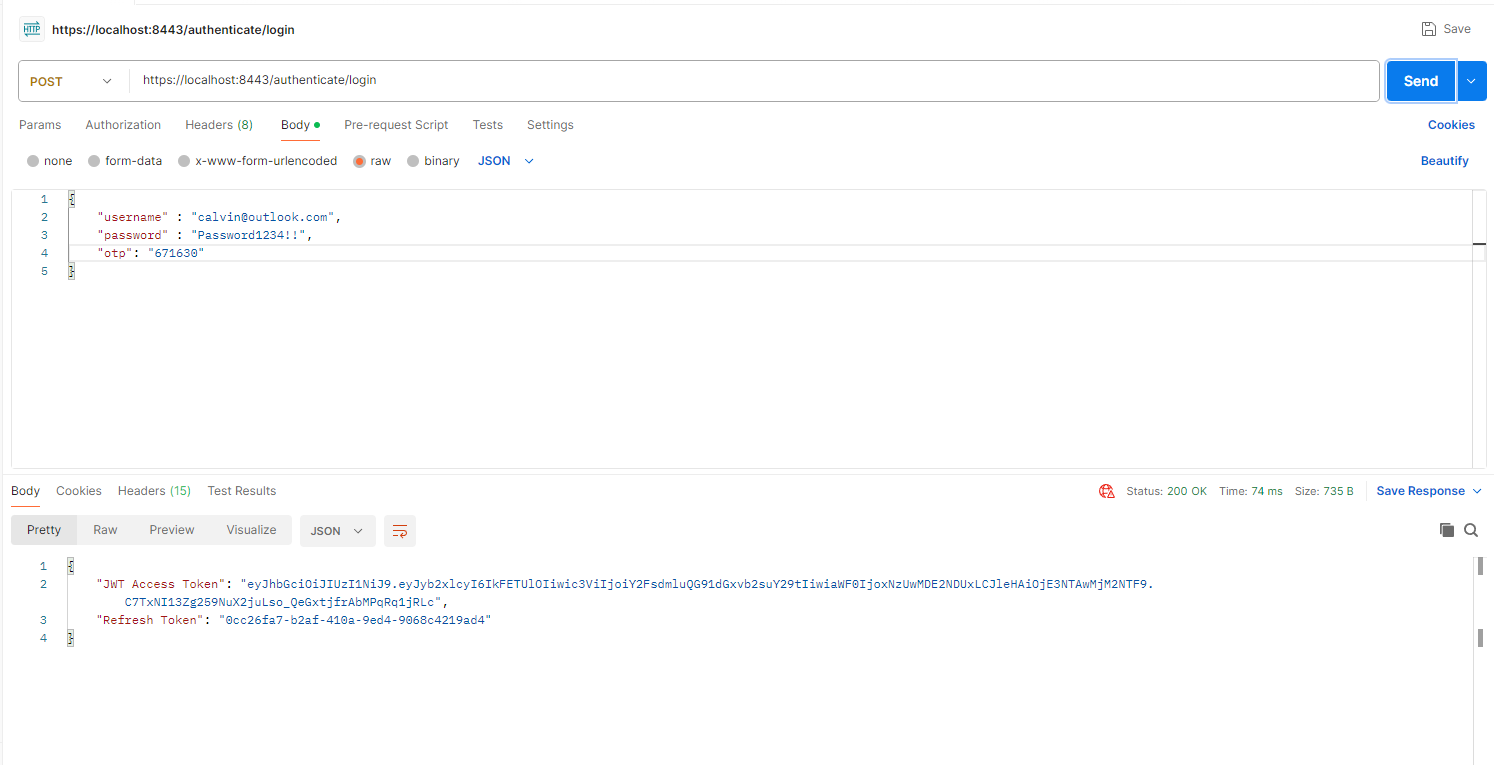 HTTP https://localhost:8443/authenticate/login Save
POST https://localhost:8443/authenticate/login Send
Params Authorization Headers (8) Body Pre-request Script Tests Settings Cookies
none form-data x-www-form-urlencoded raw binary JSON Beautify
1 {
2 "username" : "calvin@outlook.com",
3 "password" : "Password1234!!",
4 "otp": "671630"
5 }
Body Cookies Headers (15) Test Results Status: 200 OK Time: 74 ms Size: 735 B Save Response
Pretty Raw Preview Visualize JSON
1 {
2 "JWT Access Token": "eyJhbGciOiJIUzI1NiJ9.eyJyb2xlcyI6IkFETUlOIiwic3ViIjoiY2FsdmluQG91dGxvb2suY29tIiwiaWF0IjoxNzUwMDE2NDUxLCJleHAiOjE3NTAwMjM2NTF9.
C7TxNI13Zg259NuX2juLso_QeGxtjfrAbMPqRq1jRLc",
3 "Refresh Token": "0cc26fa7-b2af-410a-9ed4-9068c4219ad4"
4 }